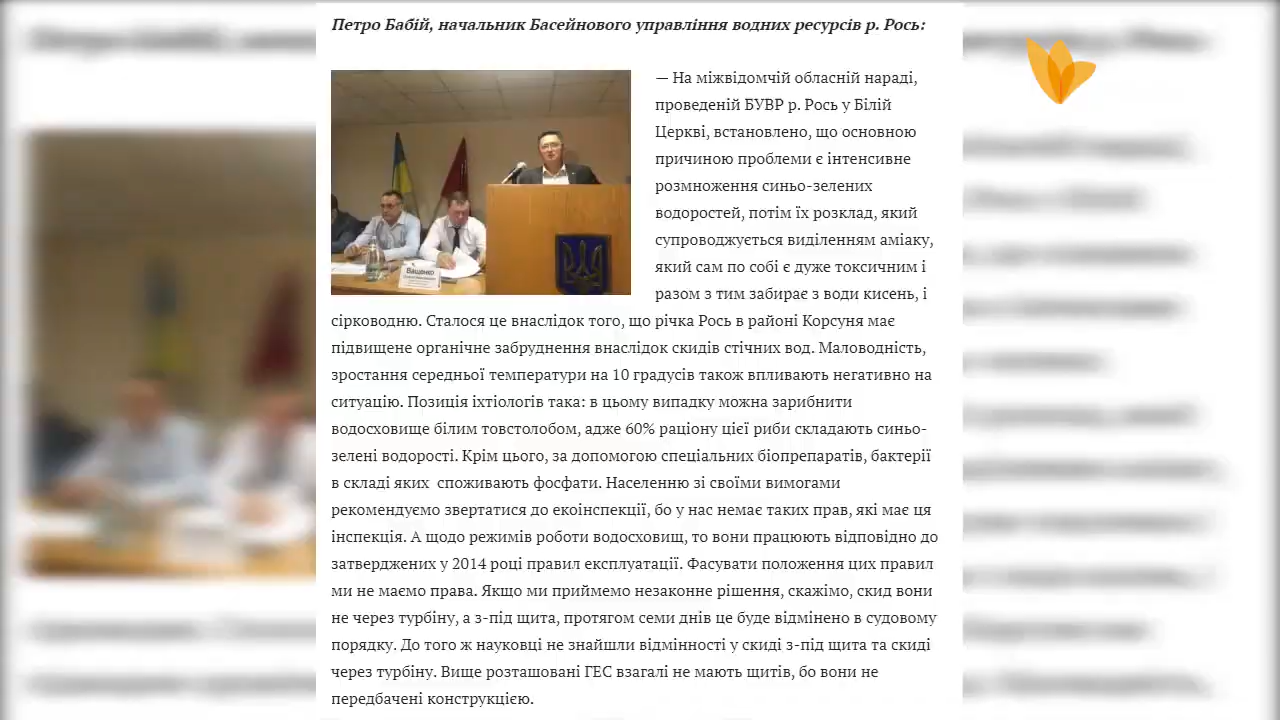 Петро Бабій, начальник Басейнового управління водних ресурсів р. Рось:
— На міжвідомчій обласній нараді,
проведеній БУВР р. Рось у Білій
Церкві, встановлено, що основною
причиною проблеми є інтенсивне
розмноження синьо-зелених
водоростей, потім їх розклад, який
супроводжується виділенням аміаку,
який сам по собі є дуже токсичним і
разом з тим забирає з води кисень, і
сірководню. Сталося це внаслідок того, що річка Рось в районі Корсуня має
підвищене органічне забруднення внаслідок скидів стічних вод. Маловодність,
зростання середньої температури на 10 градусів також впливають негативно на
ситуацію. Позиція іхтіологів така: в цьому випадку можна зарибнити
водосховище білим товстолобом, адже 60% раціону цієї риби складають синьо-
зелені водорості. Крім цього, за допомогою спеціальних біопрепаратів, бактерії
в складі яких споживають фосфати. Населенню зі своїми вимогами
рекомендуємо звертатися до екоінспекції, бо у нас немає таких прав, які має ця
інспекція. А щодо режимів роботи водосховищ, то вони працюють відповідно до
затверджених у 2014 році правил експлуатації. Фасувати положення цих правил
ми не маємо права. Якщо ми приймемо незаконне рішення, скажімо, скид вони
не через турбіну, а з-під щита, протягом семи днів це буде відмінено в судовому
порядку. До того ж науковці не знайшли відмінності у скиді з-під щита та скиді
через турбіну. Вище розташовані ГЕС взагалі не мають щитів, бо вони не
передбачені конструкцією.
Ващенко